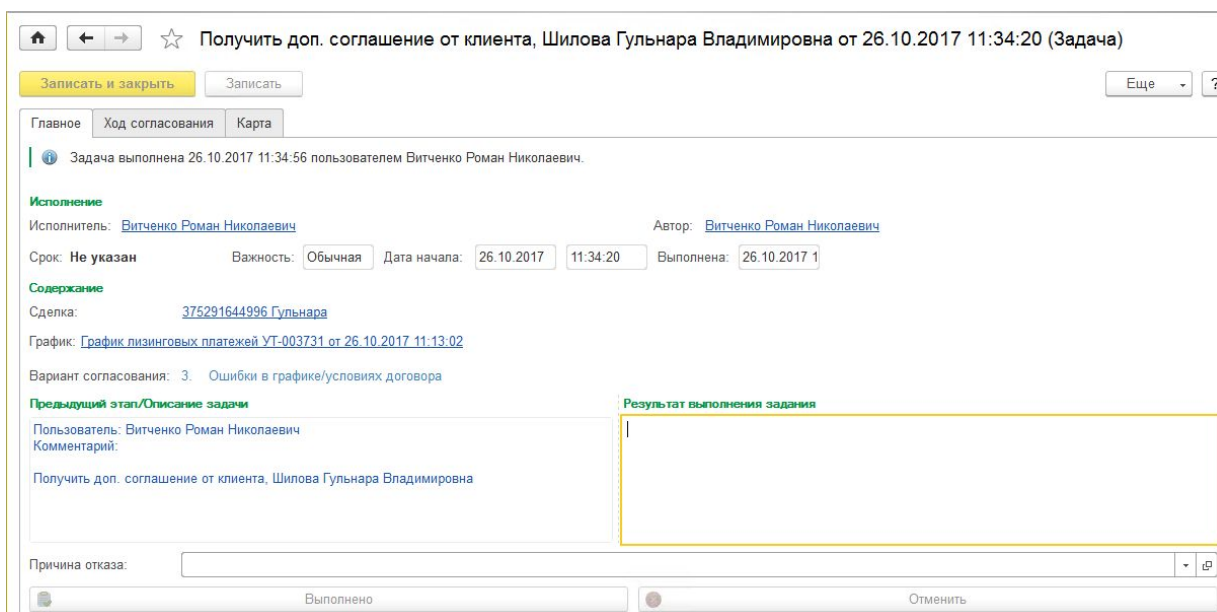 Получить доп. соглашение от клиента, Шилова Гульнара Владимировна от 26.10.2017 11:34:20 (Задача)
Записать и закрыть Записать Еще ?
Главное Ход согласования Карта
Задача выполнена 26.10.2017 11:34:56 пользователем Витченко Роман Николаевич.
Исполнение
Исполнитель: Витченко Роман Николаевич Автор: Витченко Роман Николаевич
Срок: Не указан Важность: Обычная Дата начала: 26.10.2017 11:34:20 Выполнена: 26.10.2017 1
Содержание
Сделка: 375291644996 Гульнара
График: График лизинговых платежей УТ-003731 от 26.10.2017 11:13:02
Вариант согласования: 3. Ошибки в графике/условиях договора
Предыдущий этап/Описание задачи Результат выполнения задания
Пользователь: Витченко Роман Николаевич
Комментарий:
Получить доп. соглашение от клиента, Шилова Гульнара Владимировна
Причина отказа:
Выполнено Отменить